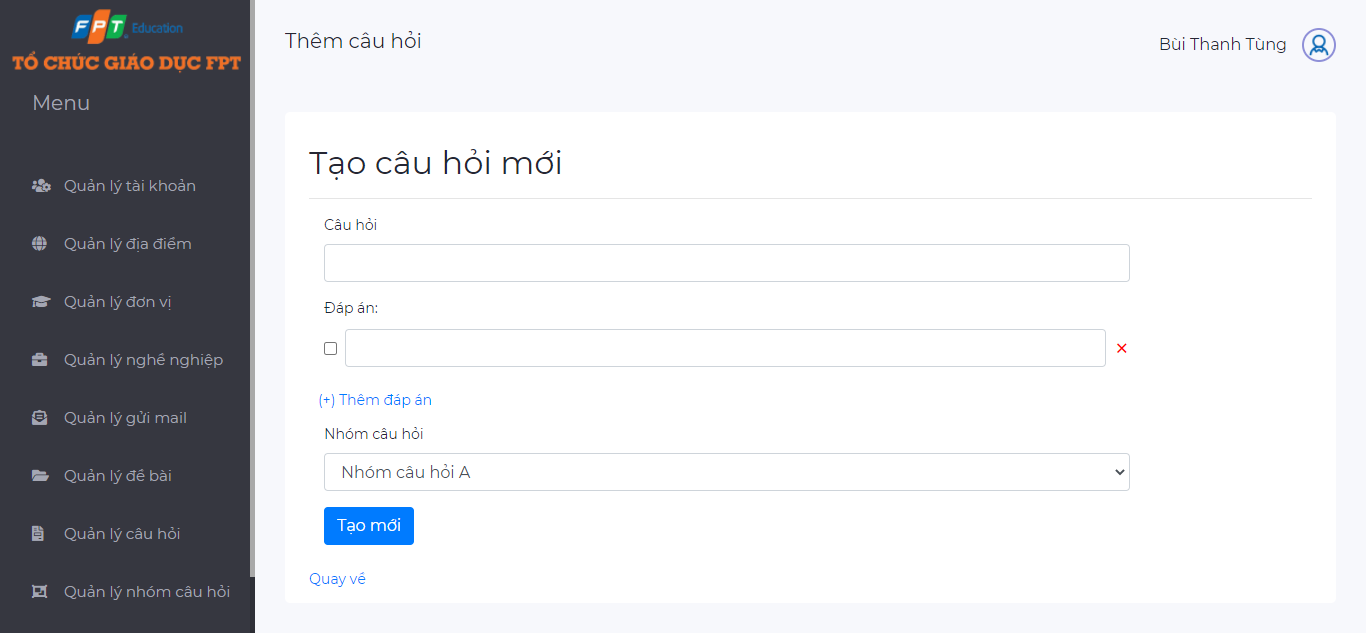 FPT Education
TỔ CHỨC GIÁO DỤC FPT
Menu
Quản lý tài khoản
Quản lý địa điểm
Quản lý đơn vị
Quản lý nghề nghiệp
Quản lý gửi mail
Quản lý đề bài
Quản lý câu hỏi
Quản lý nhóm câu hỏi
Thêm câu hỏi
Bùi Thanh Tùng
Tạo câu hỏi mới
Câu hỏi
Đáp án:
(+) Thêm đáp án
Nhóm câu hỏi
Nhóm câu hỏi A
Tạo mới
Quay về